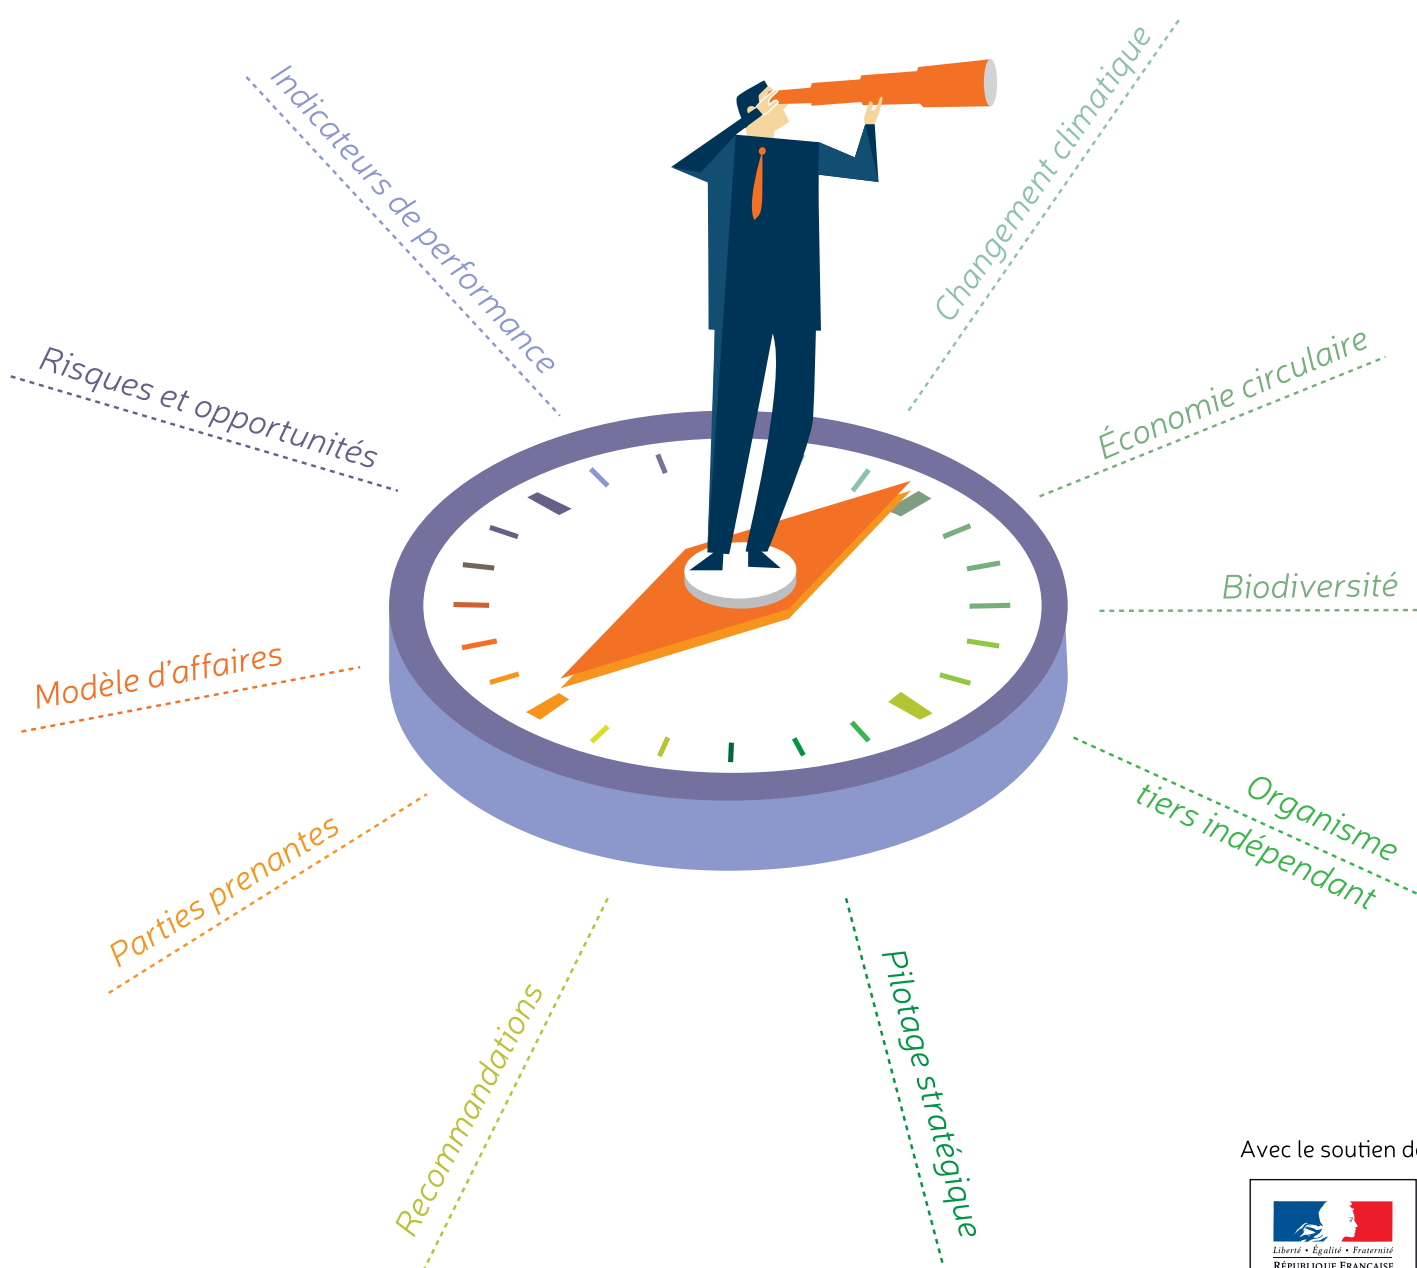 Indicateurs de performance
Changement climatique
Risques et opportunités
Économie circulaire
Biodiversité
Modèle d'affaires
Organisme
tiers indépendant
Parties prenantes
Recommandations
Pilotage stratégique
Avec le soutien
Liberté • Égalité • Fraternité
RÉPUBLIQUE FRANÇAISE